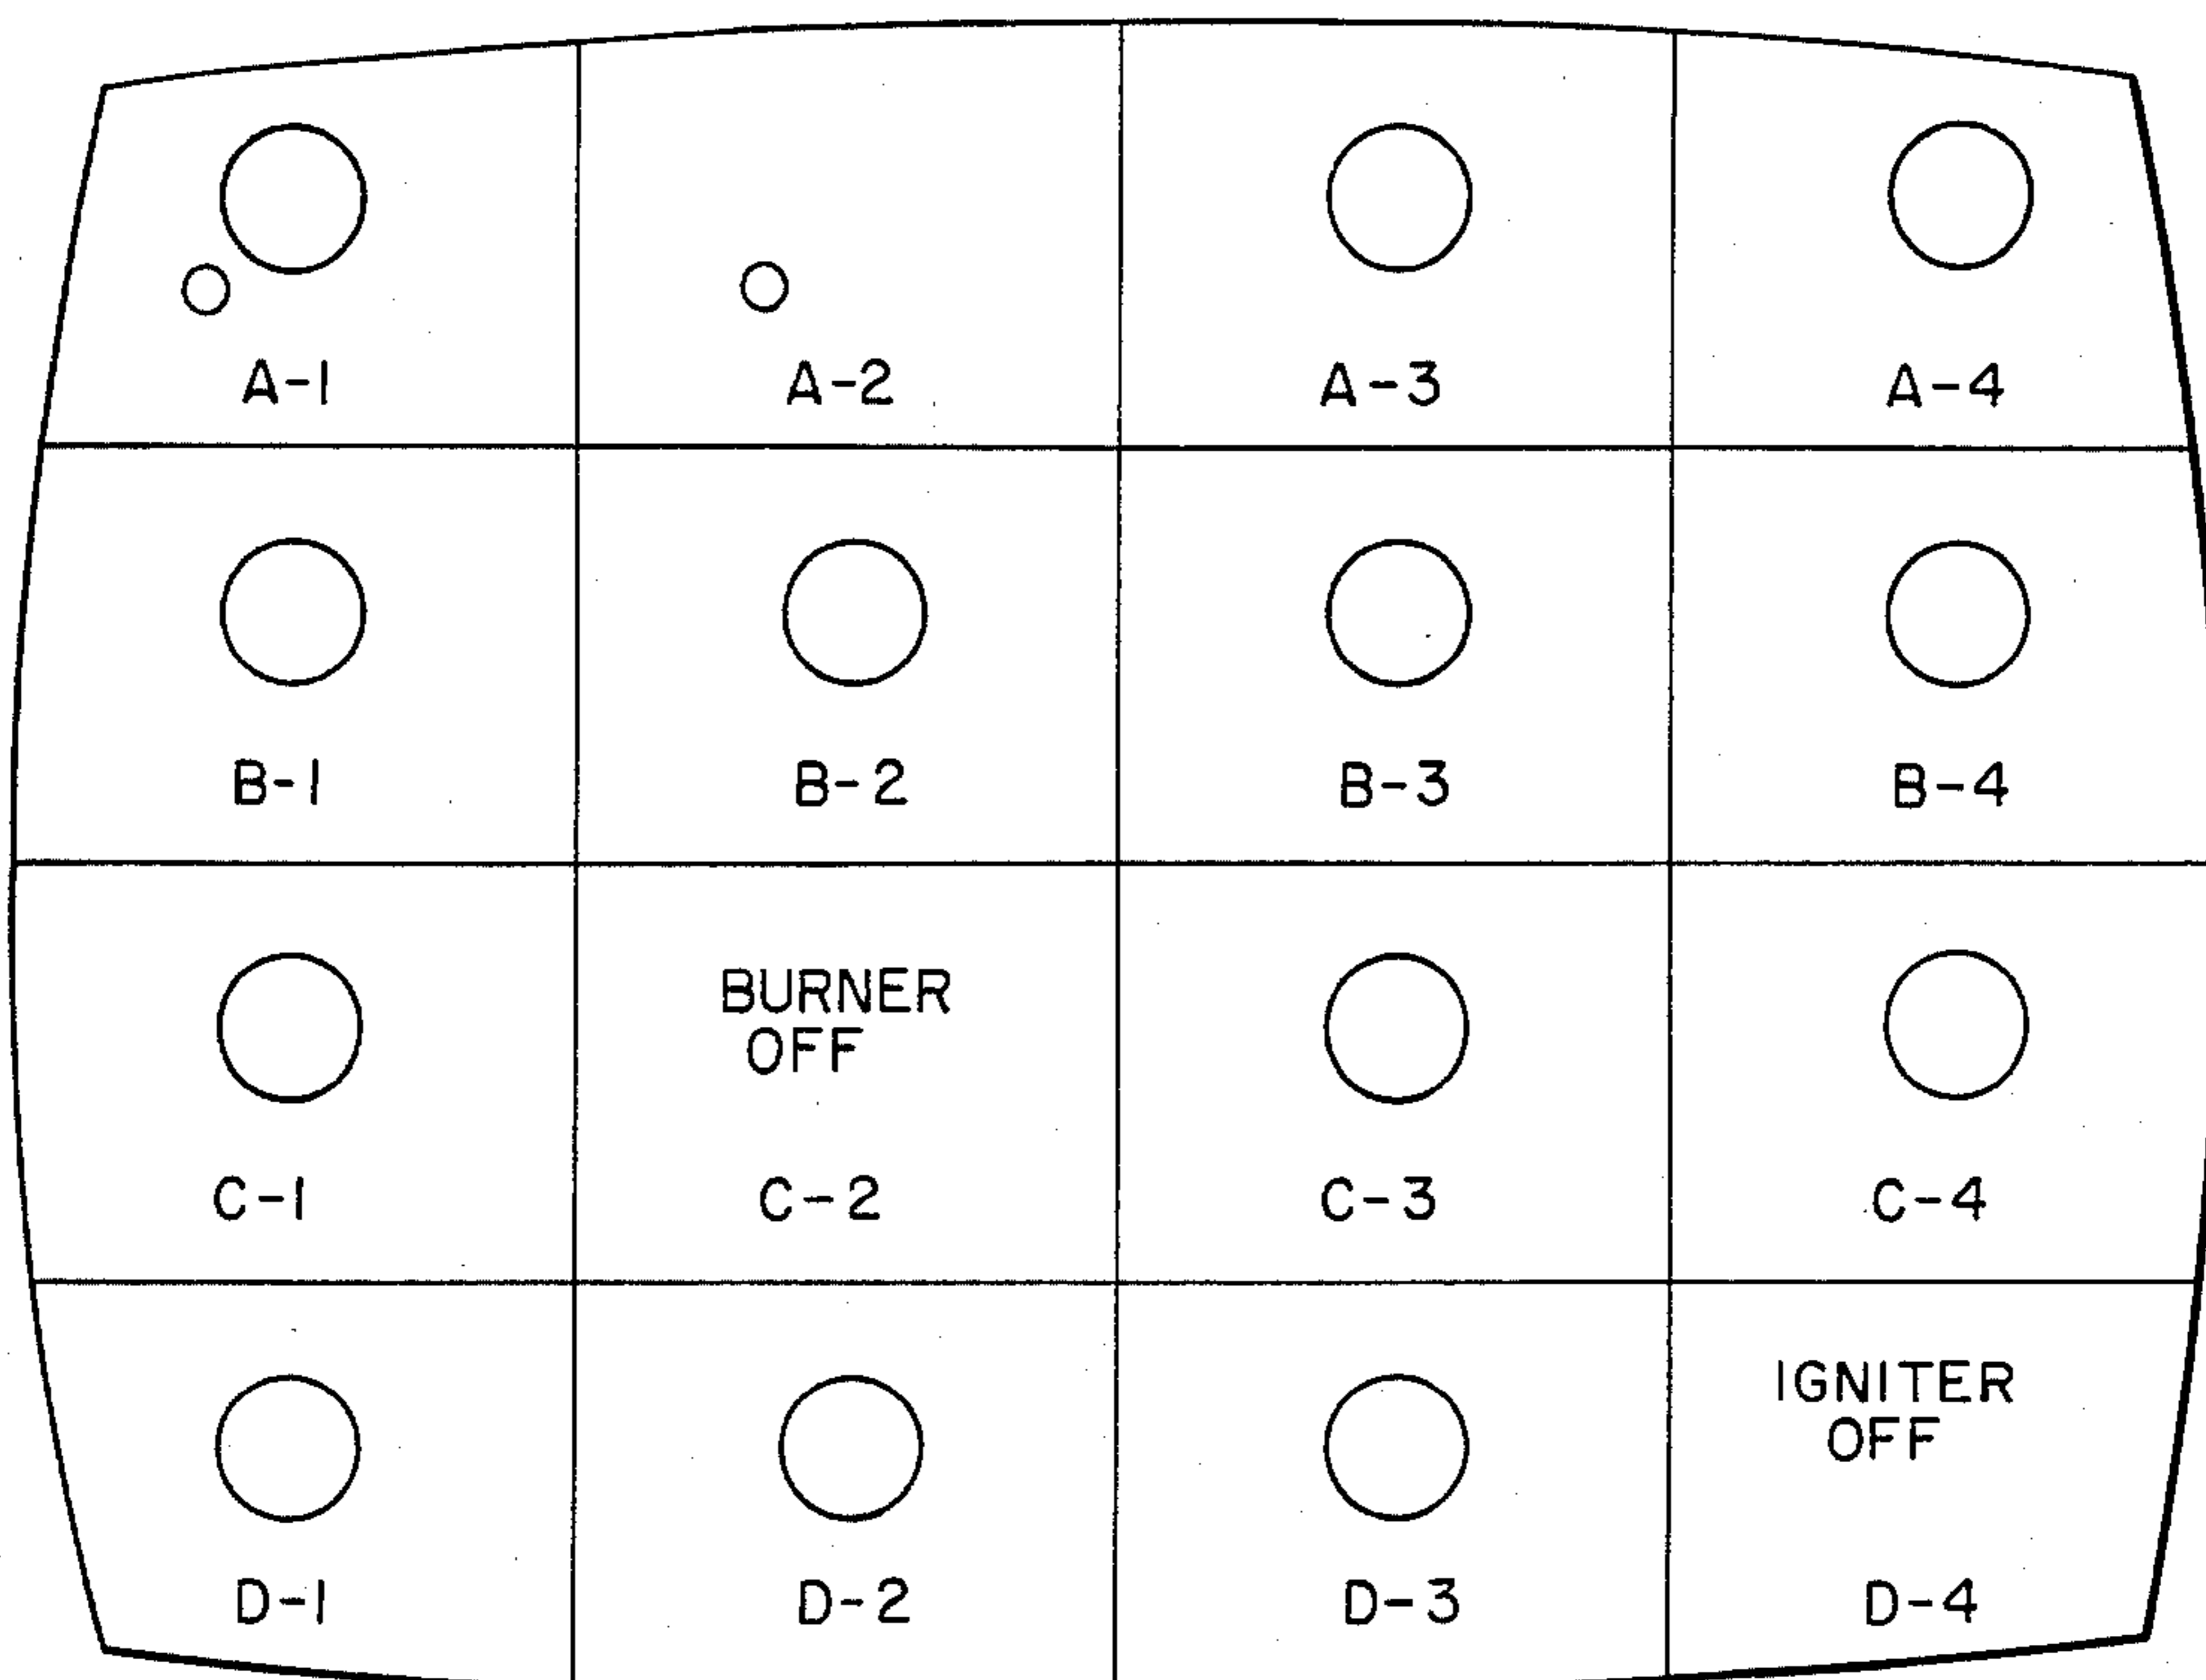 A-1
A-2
A-3
A-4
B-1
B-2
B-3
B-4
BURNER
OFF
C-1
C-2
C-3
C-4
IGNITER
OFF
D-1
D-2
D-3
D-4